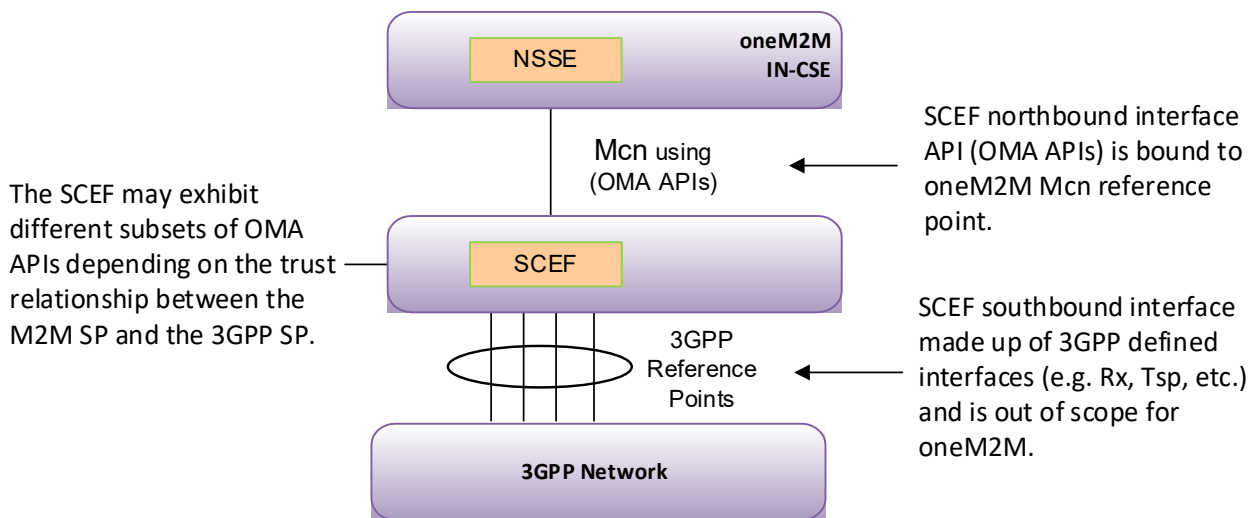 oneM2M
IN-CSE
NSSE
Mcn using
(OMA APIs)
SCEF northbound interface
API (OMA APIs) is bound to
oneM2M Mcn reference
point.
The SCEF may exhibit
different subsets of OMA
APIs depending on the trust
relationship between the
M2M SP and the 3GPP SP.
SCEF
3GPP
Reference
Points
SCEF southbound interface
made up of 3GPP defined
interfaces (e.g. Rx, Tsp, etc.)
and is out of scope for
oneM2M.
3GPP Network